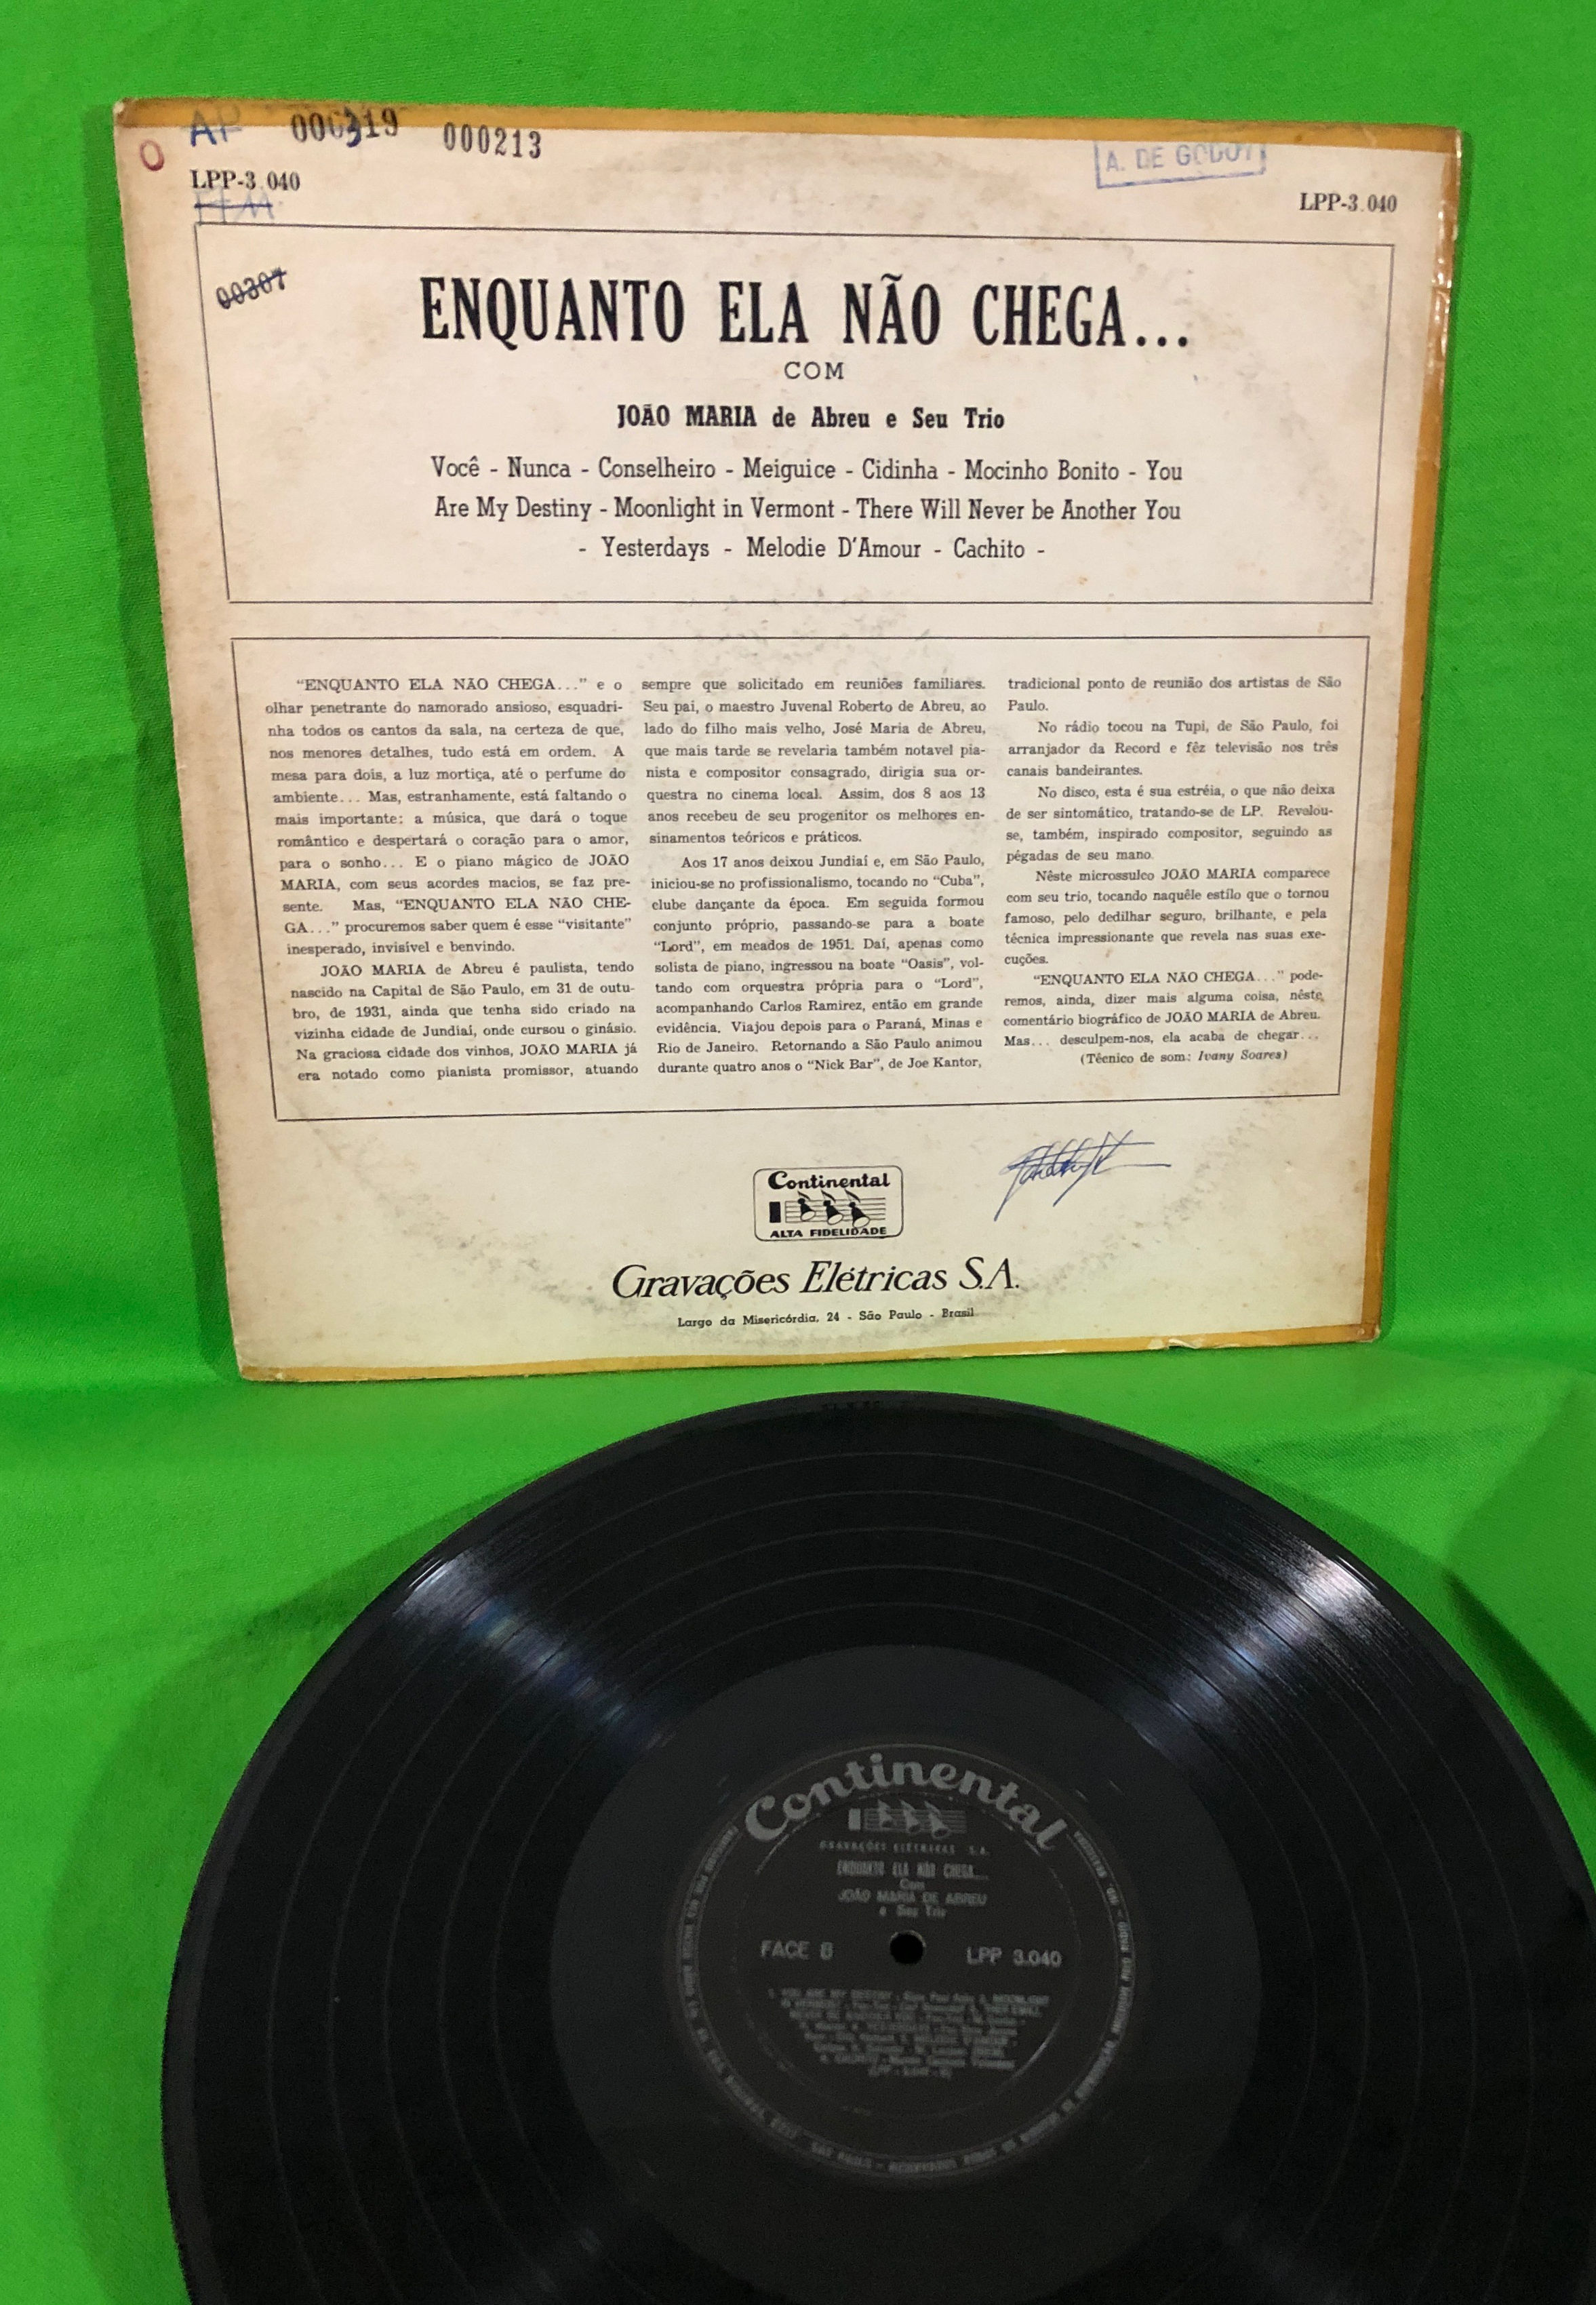 O AP 000319 000213
A. DE GODOY
LPP-3.040
LPP-3.040
00307
ENQUANTO ELA NÃO CHEGA...
COM
JOÃO MARIA de Abreu e Seu Trio
Você - Nunca - Conselheiro - Meiguice - Cidinha - Mocinho Bonito - You
Are My Destiny - Moonlight in Vermont - There Will Never be Another You
- Yesterdays - Melodie D'Amour - Cachito -
“ENQUANTO ELA NÃO CHEGA...” e o
olhar penetrante do namorado ansioso, esquadri-
nha todos os cantos da sala, na certeza de que,
nos menores detalhes, tudo está em ordem. A
mesa para dois, a luz mortiça, até o perfume do
ambiente... Mas, estranhamente, está faltando o
mais importante: a música, que dará o toque
romântico e despertará o coração para o amor,
para o sonho... E o piano mágico de JOÃO
MARIA, com seus acordes macios, se faz pre-
sente. Mas, “ENQUANTO ELA NÃO CHE-
GA...” procuremos saber quem é esse “visitante”
inesperado, invisível e benvindo.
JOÃO MARIA de Abreu é paulista, tendo
nascido na Capital de São Paulo, em 31 de outu-
bro, de 1931, ainda que tenha sido criado na
vizinha cidade de Jundiaí, onde cursou o ginásio.
Na graciosa cidade dos vinhos, JOÃO MARIA já
era notado como pianista promissor, atuando
sempre que solicitado em reuniões familiares.
Seu pai, o maestro Juvenal Roberto de Abreu, ao
lado do filho mais velho, José Maria de Abreu,
que mais tarde se revelaria também notavel pia-
nista e compositor consagrado, dirigia sua or-
questra no cinema local. Assim, dos 8 aos 13
anos recebeu de seu progenitor os melhores en-
sinamentos teóricos e práticos.
Aos 17 anos deixou Jundiaí e, em São Paulo,
iniciou-se no profissionalismo, tocando no “Cuba”,
clube dançante da época. Em seguida formou
conjunto próprio, passando-se para a boate
“Lord”, em meados de 1951. Daí, apenas como
solista de piano, ingressou na boate “Oasis”, vol-
tando com orquestra própria para o “Lord”,
acompanhando Carlos Ramirez, então em grande
evidência. Viajou depois para o Paraná, Minas e
Rio de Janeiro. Retornando a São Paulo animou
durante quatro anos o “Nick Bar”, de Joe Kantor,
tradicional ponto de reunião dos artistas de São
Paulo.
No rádio tocou na Tupi, de São Paulo, foi
arranjador da Record e fêz televisão nos três
canais bandeirantes.
No disco, esta é sua estréia, o que não deixa
de ser sintomático, tratando-se de LP. Revelou-
se, também, inspirado compositor, seguindo as
pégadas de seu mano.
Nêste microssulco JOÃO MARIA comparece
com seu trio, tocando naquêle estílo que o tornou
famoso, pelo dedilhar seguro, brilhante, e pela
técnica impressionante que revela nas suas exe-
cuções.
“ENQUANTO ELA NÃO CHEGA...” pode-
remos, ainda, dizer mais alguma coisa, nêste
comentário biográfico de JOÃO MARIA de Abreu.
Mas... desculpem-nos, ela acaba de chegar...
(Técnico de som: Ivany Soares)
Continental
ALTA FIDELIDADE
Gravações Elétricas S.A.
Largo da Misericórdia, 24 - São Paulo - Brasil
Continental
GRAVAÇÕES ELÉTRICAS S.A.
ENQUANTO ELA NÃO CHEGA...
Com
JOÃO MARIA DE ABREU
e Seu Trio
FACE B LPP 3.040